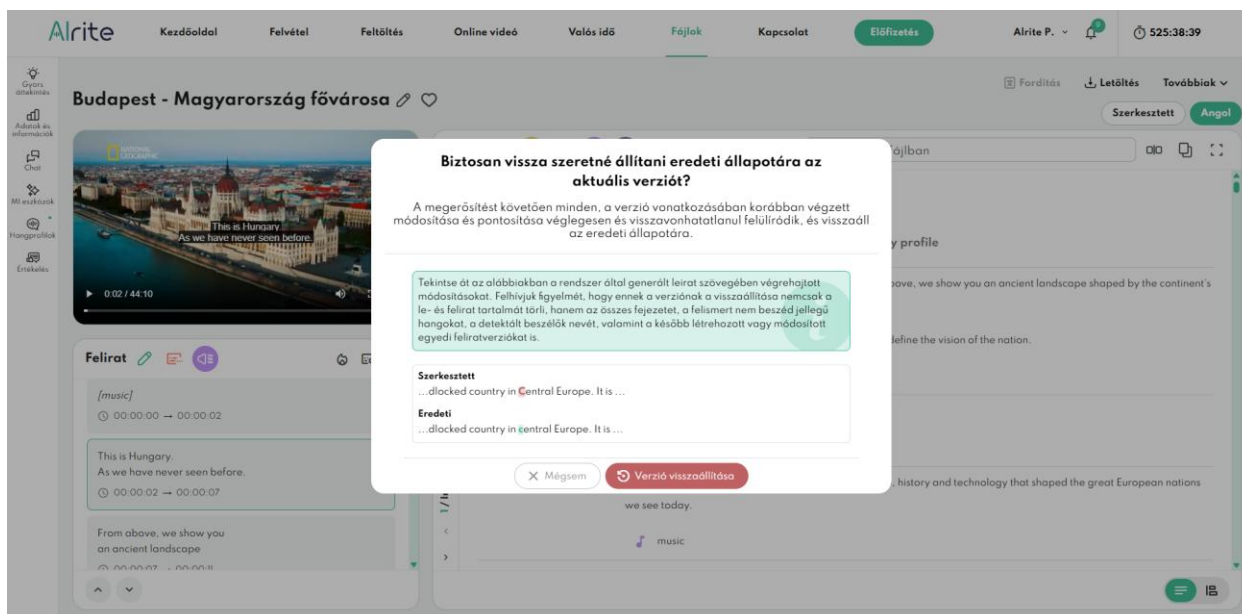 Alrite
Kezdőoldal
Felvétel
Feltöltés
Online videó
Valós idő
Fájlok
Kapcsolat
Előfizetés
Alrite P.
9
525:38:39
Gyors
áttekintés
Adatok és
információk
Chat
MI eszközök
Hangprofilok
Értékelés
Budapest - Magyarország fővárosa
Fordítás
Letöltés
Továbbiak
Szerkesztett
Angol
NATIONAL
GEOGRAPHIC
This is Hungary
As we have never seen before.
0:02 / 44:10
Felirat
[music]
00:00:00 → 00:00:02
This is Hungary.
As we have never seen before.
00:00:02 → 00:00:07
From above, we show you
an ancient landscape
00:00:07 → 00:00:11
Biztosan vissza szeretné állítani eredeti állapotára az
aktuális verziót?
A megerősítést követően minden, a verzió vonatkozásában korábban végzett
módosítása és pontosítása véglegesen és visszavonhatatlanul felülíródik, és visszaáll
az eredeti állapotára.
Tekintse át az alábbiakban a rendszer által generált leirat szövegében végrehajtott
módosításokat. Felhívjuk figyelmét, hogy ennek a verziónak a visszaállítása nemcsak a
le- és felirat tartalmát törli, hanem az összes fejezetet, a felismert nem beszéd jellegű
hangokat, a detektált beszélők nevét, valamint a később létrehozott vagy módosított
egyedi feliratverziókat is.
Szerkesztett
...dlocked country in Central Europe. It is ...
Eredeti
...dlocked country in central Europe. It is ...
Mégsem
Verzió visszaállítása
fájlban
y profile
bove, we show you an ancient landscape shaped by the continent's
define the vision of the nation.
, history and technology that shaped the great European nations
we see today.
music